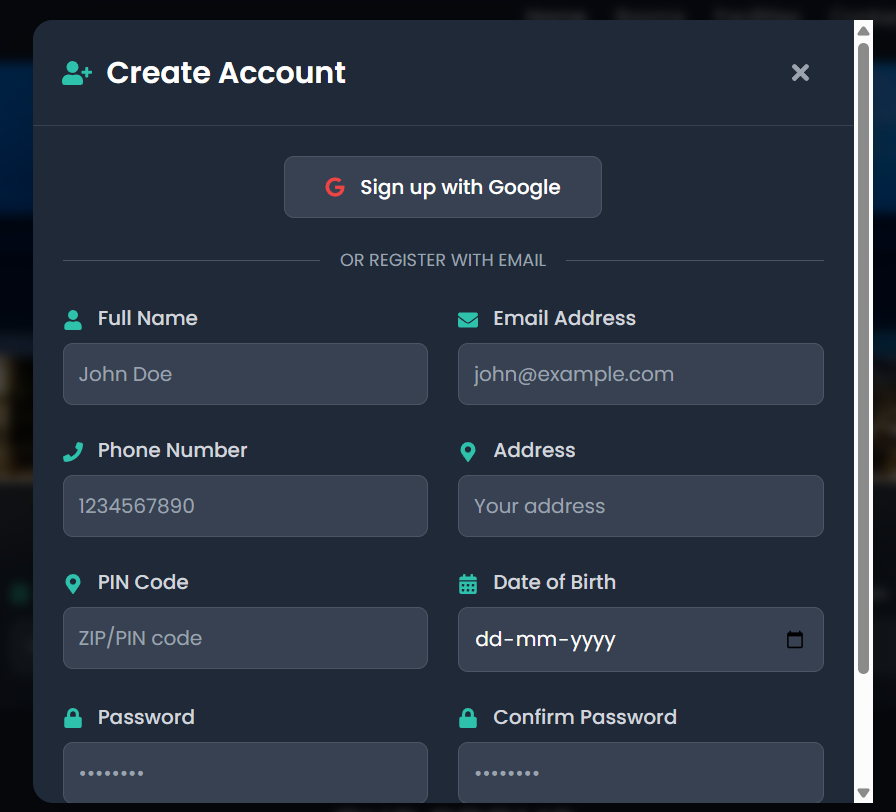 Create Account
Sign up with Google
OR REGISTER WITH EMAIL
Full Name
Email Address
John Doe
john@example.com
Phone Number
Address
1234567890
Your address
PIN Code
Date of Birth
ZIP/PIN code
dd-mm-yyyy
Password
Confirm Password
••••••••
••••••••